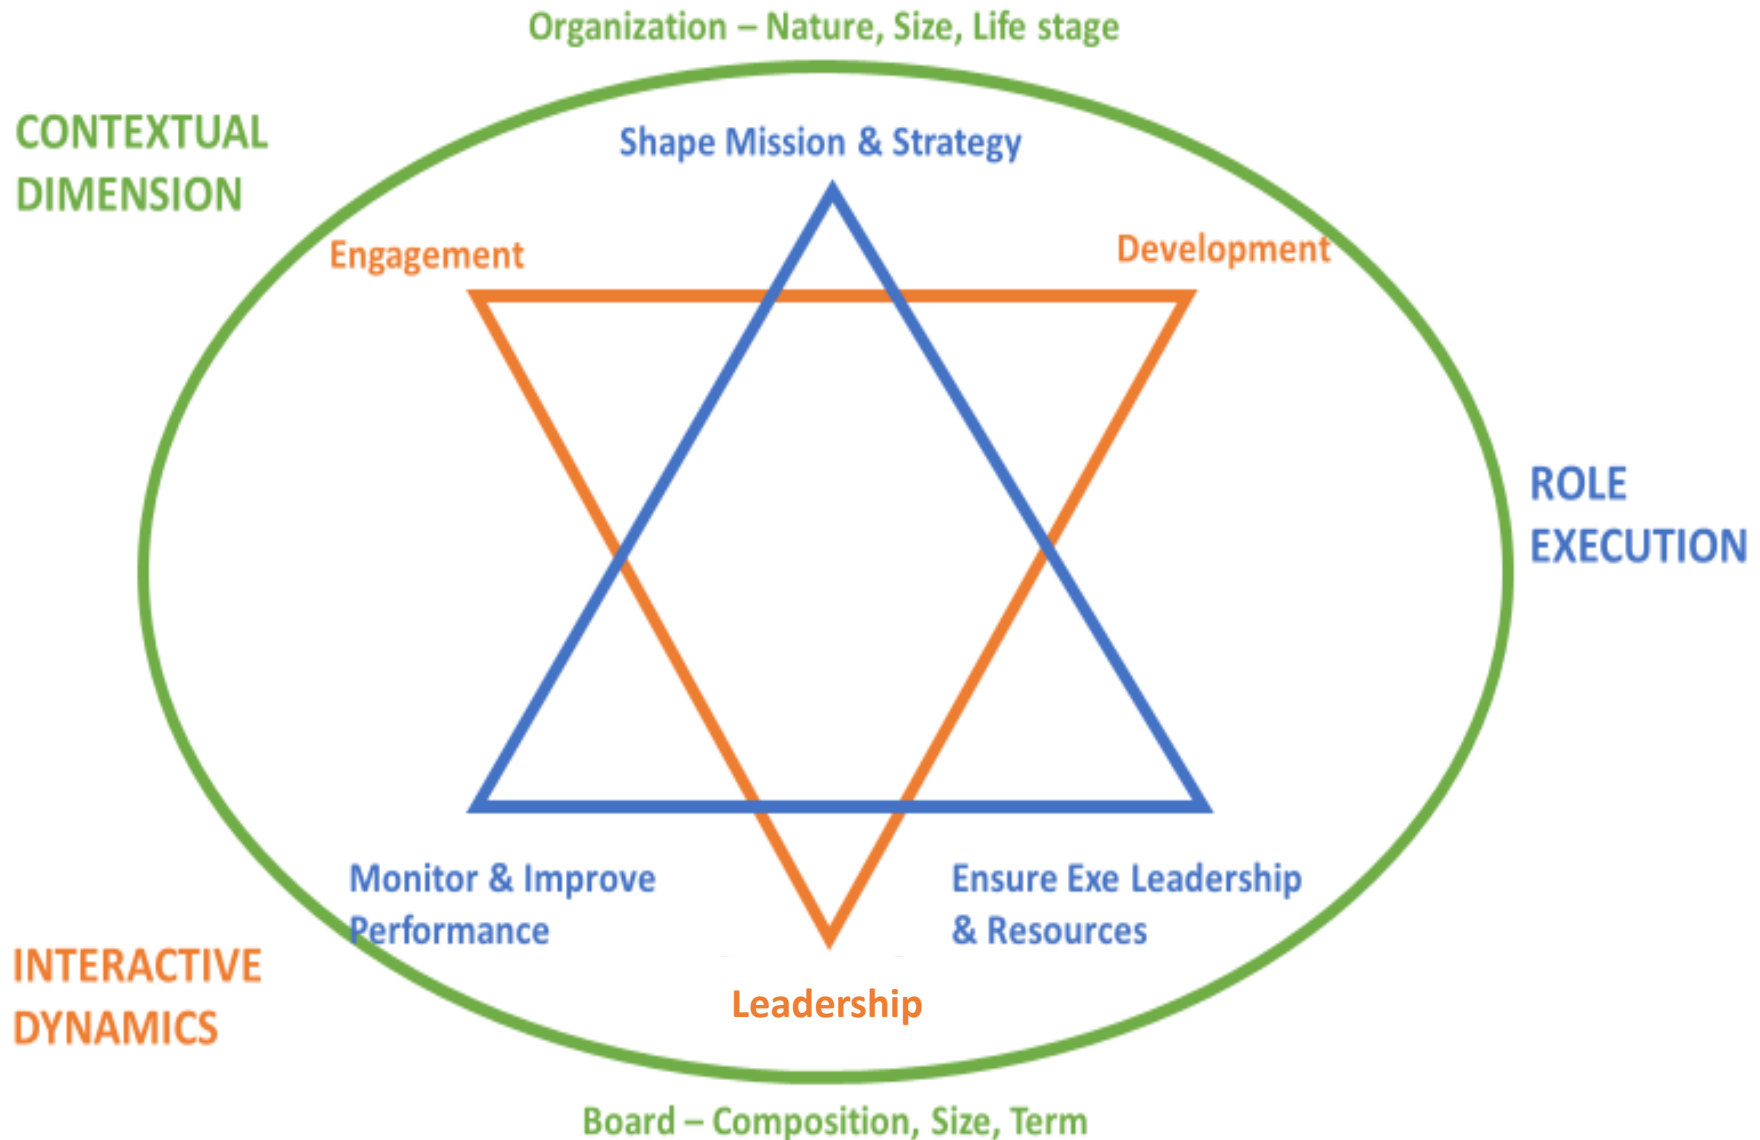 Organization – Nature, Size, Life stage
CONTEXTUAL
DIMENSION
Shape Mission & Strategy
Engagement
Development
ROLE
EXECUTION
Monitor & Improve
Performance
Ensure Exe Leadership
& Resources
INTERACTIVE
DYNAMICS
Leadership
Board – Composition, Size, Term